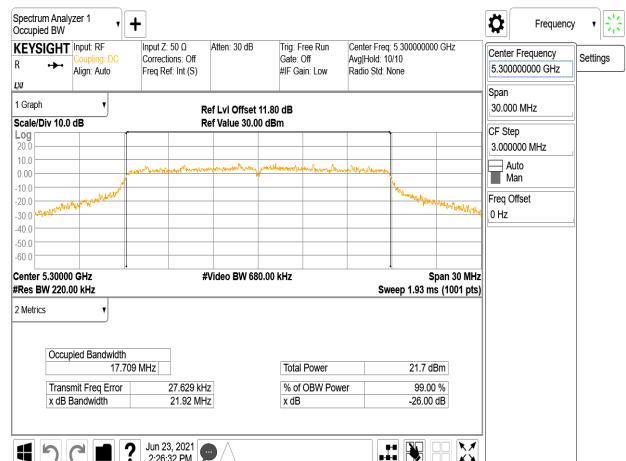 Spectrum Analyzer 1
Occupied BW
Frequency
KEYSIGHT
R
Input: RF
Coupling: DC
Align: Auto
Input Z: 50 Ω
Corrections: Off
Freq Ref: Int (S)
Atten: 30 dB
Trig: Free Run
Gate: Off
#IF Gain: Low
Center Freq: 5.300000000 GHz
Avg|Hold: 10/10
Radio Std: None
Center Frequency
5.300000000 GHz
Settings
Span
30.000 MHz
CF Step
3.000000 MHz
Auto
Man
Freq Offset
0 Hz
1 Graph
Scale/Div 10.0 dB
Ref Lvl Offset 11.80 dB
Ref Value 30.00 dBm
Log
20.0
10.0
0.00
-10.0
-20.0
-30.0
-40.0
-50.0
-60.0
Center 5.30000 GHz
#Res BW 220.00 kHz
#Video BW 680.00 kHz
Span 30 MHz
Sweep 1.93 ms (1001 pts)
2 Metrics
Occupied Bandwidth
17.709 MHz
Transmit Freq Error 27.629 kHz
x dB Bandwidth 21.92 MHz
Total Power 21.7 dBm
% of OBW Power 99.00 %
x dB -26.00 dB
?
Jun 23, 2021
2:26:32 PM